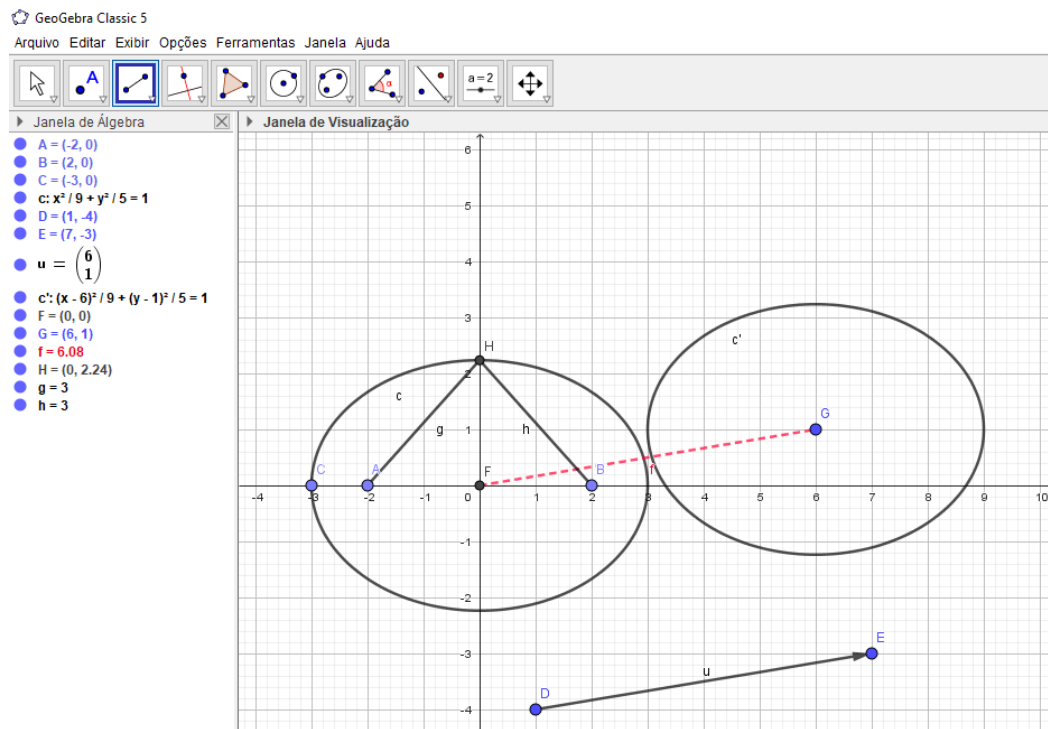 GeoGebra Classic 5
Arquivo Editar Exibir Opções Ferramentas Janela Ajuda
A
α
a=2
Janela de Álgebra
Janela de Visualização
A = (-2, 0)
B = (2, 0)
C = (-3, 0)
c: x² / 9 + y² / 5 = 1
D = (1, -4)
E = (7, -3)
u = (6
1)
c': (x - 6)² / 9 + (y - 1)² / 5 = 1
F = (0, 0)
G = (6, 1)
f = 6.08
H = (0, 2.24)
g = 3
h = 3
6
5
4
3
c'
H
2
c
G
g
1
h
C
A
F
B
f
-4
-3
-2
-1
0
1
2
3
4
5
6
7
8
9
10
-1
-2
E
-3
u
D
-4